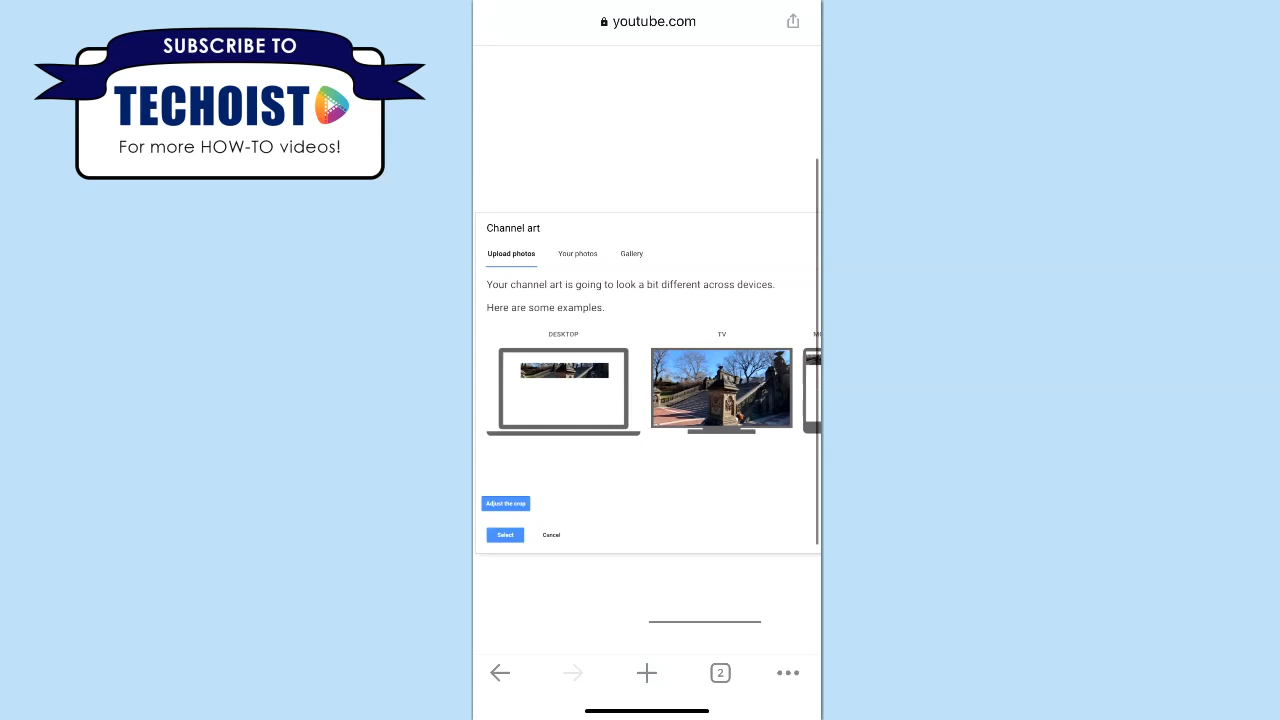 SUBSCRIBE TO
TECHOIST
For more HOW-TO videos!
youtube.com
Channel art
Upload photos Your photos Gallery
Your channel art is going to look a bit different across devices.
Here are some examples.
DESKTOP TV
Adjust the crop
Select Cancel
2